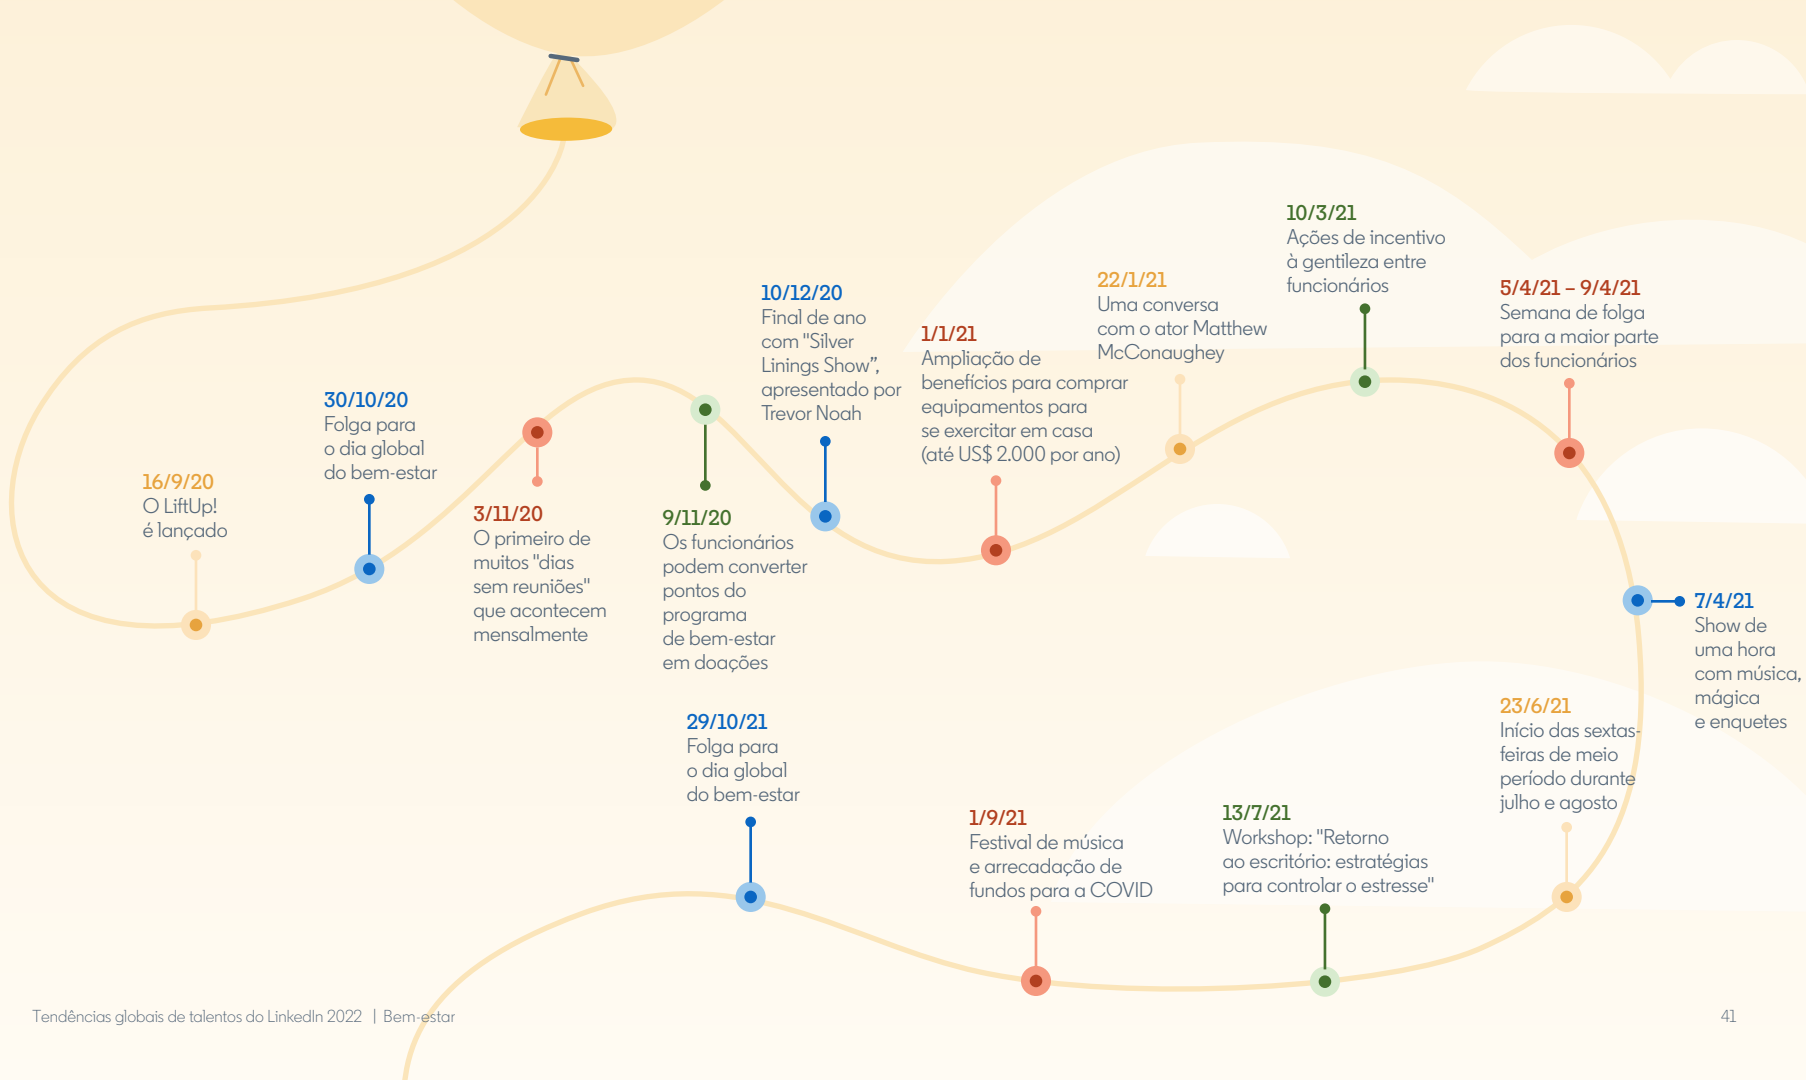 16/9/20
O LiftUp!
é lançado
30/10/20
Folga para
o dia global
do bem-estar
3/11/20
O primeiro de
muitos "dias
sem reuniões"
que acontecem
mensalmente
9/11/20
Os funcionários
podem converter
pontos do
programa
de bem-estar
em doações
10/12/20
Final de ano
com "Silver
Linings Show”,
apresentado por
Trevor Noah
1/1/21
Ampliação de
benefícios para comprar
equipamentos para
se exercitar em casa
(até US$ 2.000 por ano)
22/1/21
Uma conversa
com o ator Matthew
McConaughey
10/3/21
Ações de incentivo
à gentileza entre
funcionários
5/4/21 – 9/4/21
Semana de folga
para a maior parte
dos funcionários
7/4/21
Show de
uma hora
com música,
mágica
e enquetes
23/6/21
Início das sextas-
feiras de meio
período durante
julho e agosto
13/7/21
Workshop: "Retorno
ao escritório: estratégias
para controlar o estresse"
1/9/21
Festival de música
e arrecadação de
fundos para a COVID
29/10/21
Folga para
o dia global
do bem-estar
Tendências globais de talentos do LinkedIn 2022 | Bem-estar
41